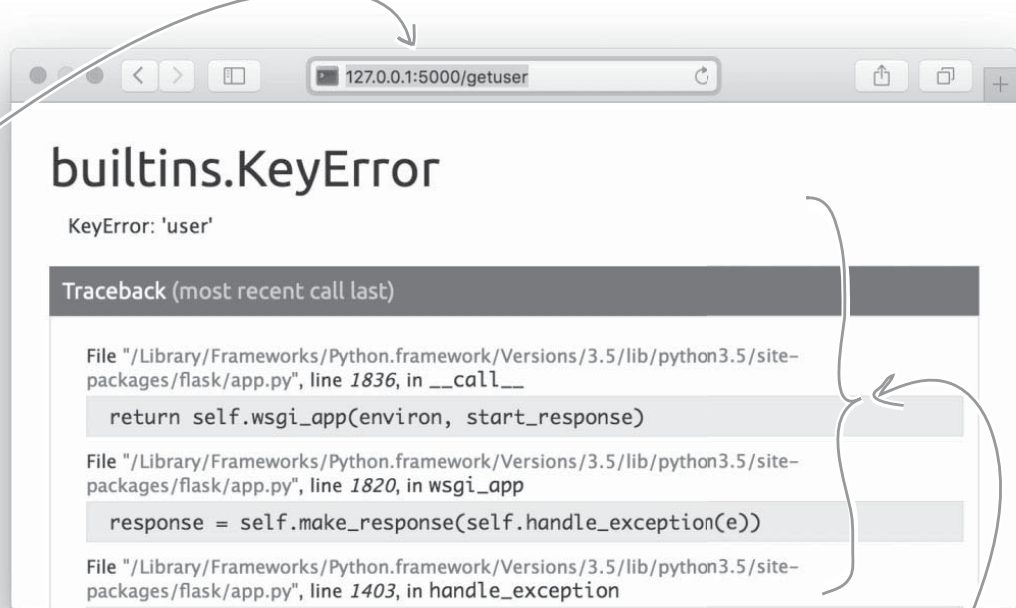 127.0.0.1:5000/getuser
builtins.KeyError
KeyError: 'user'
Traceback (most recent call last)
File "/Library/Frameworks/Python.framework/Versions/3.5/lib/python3.5/site-
packages/flask/app.py", line 1836, in __call__
return self.wsgi_app(environ, start_response)
File "/Library/Frameworks/Python.framework/Versions/3.5/lib/python3.5/site-
packages/flask/app.py", line 1820, in wsgi_app
response = self.make_response(self.handle_exception(e))
File "/Library/Frameworks/Python.framework/Versions/3.5/lib/python3.5/site-
packages/flask/app.py", line 1403, in handle_exception